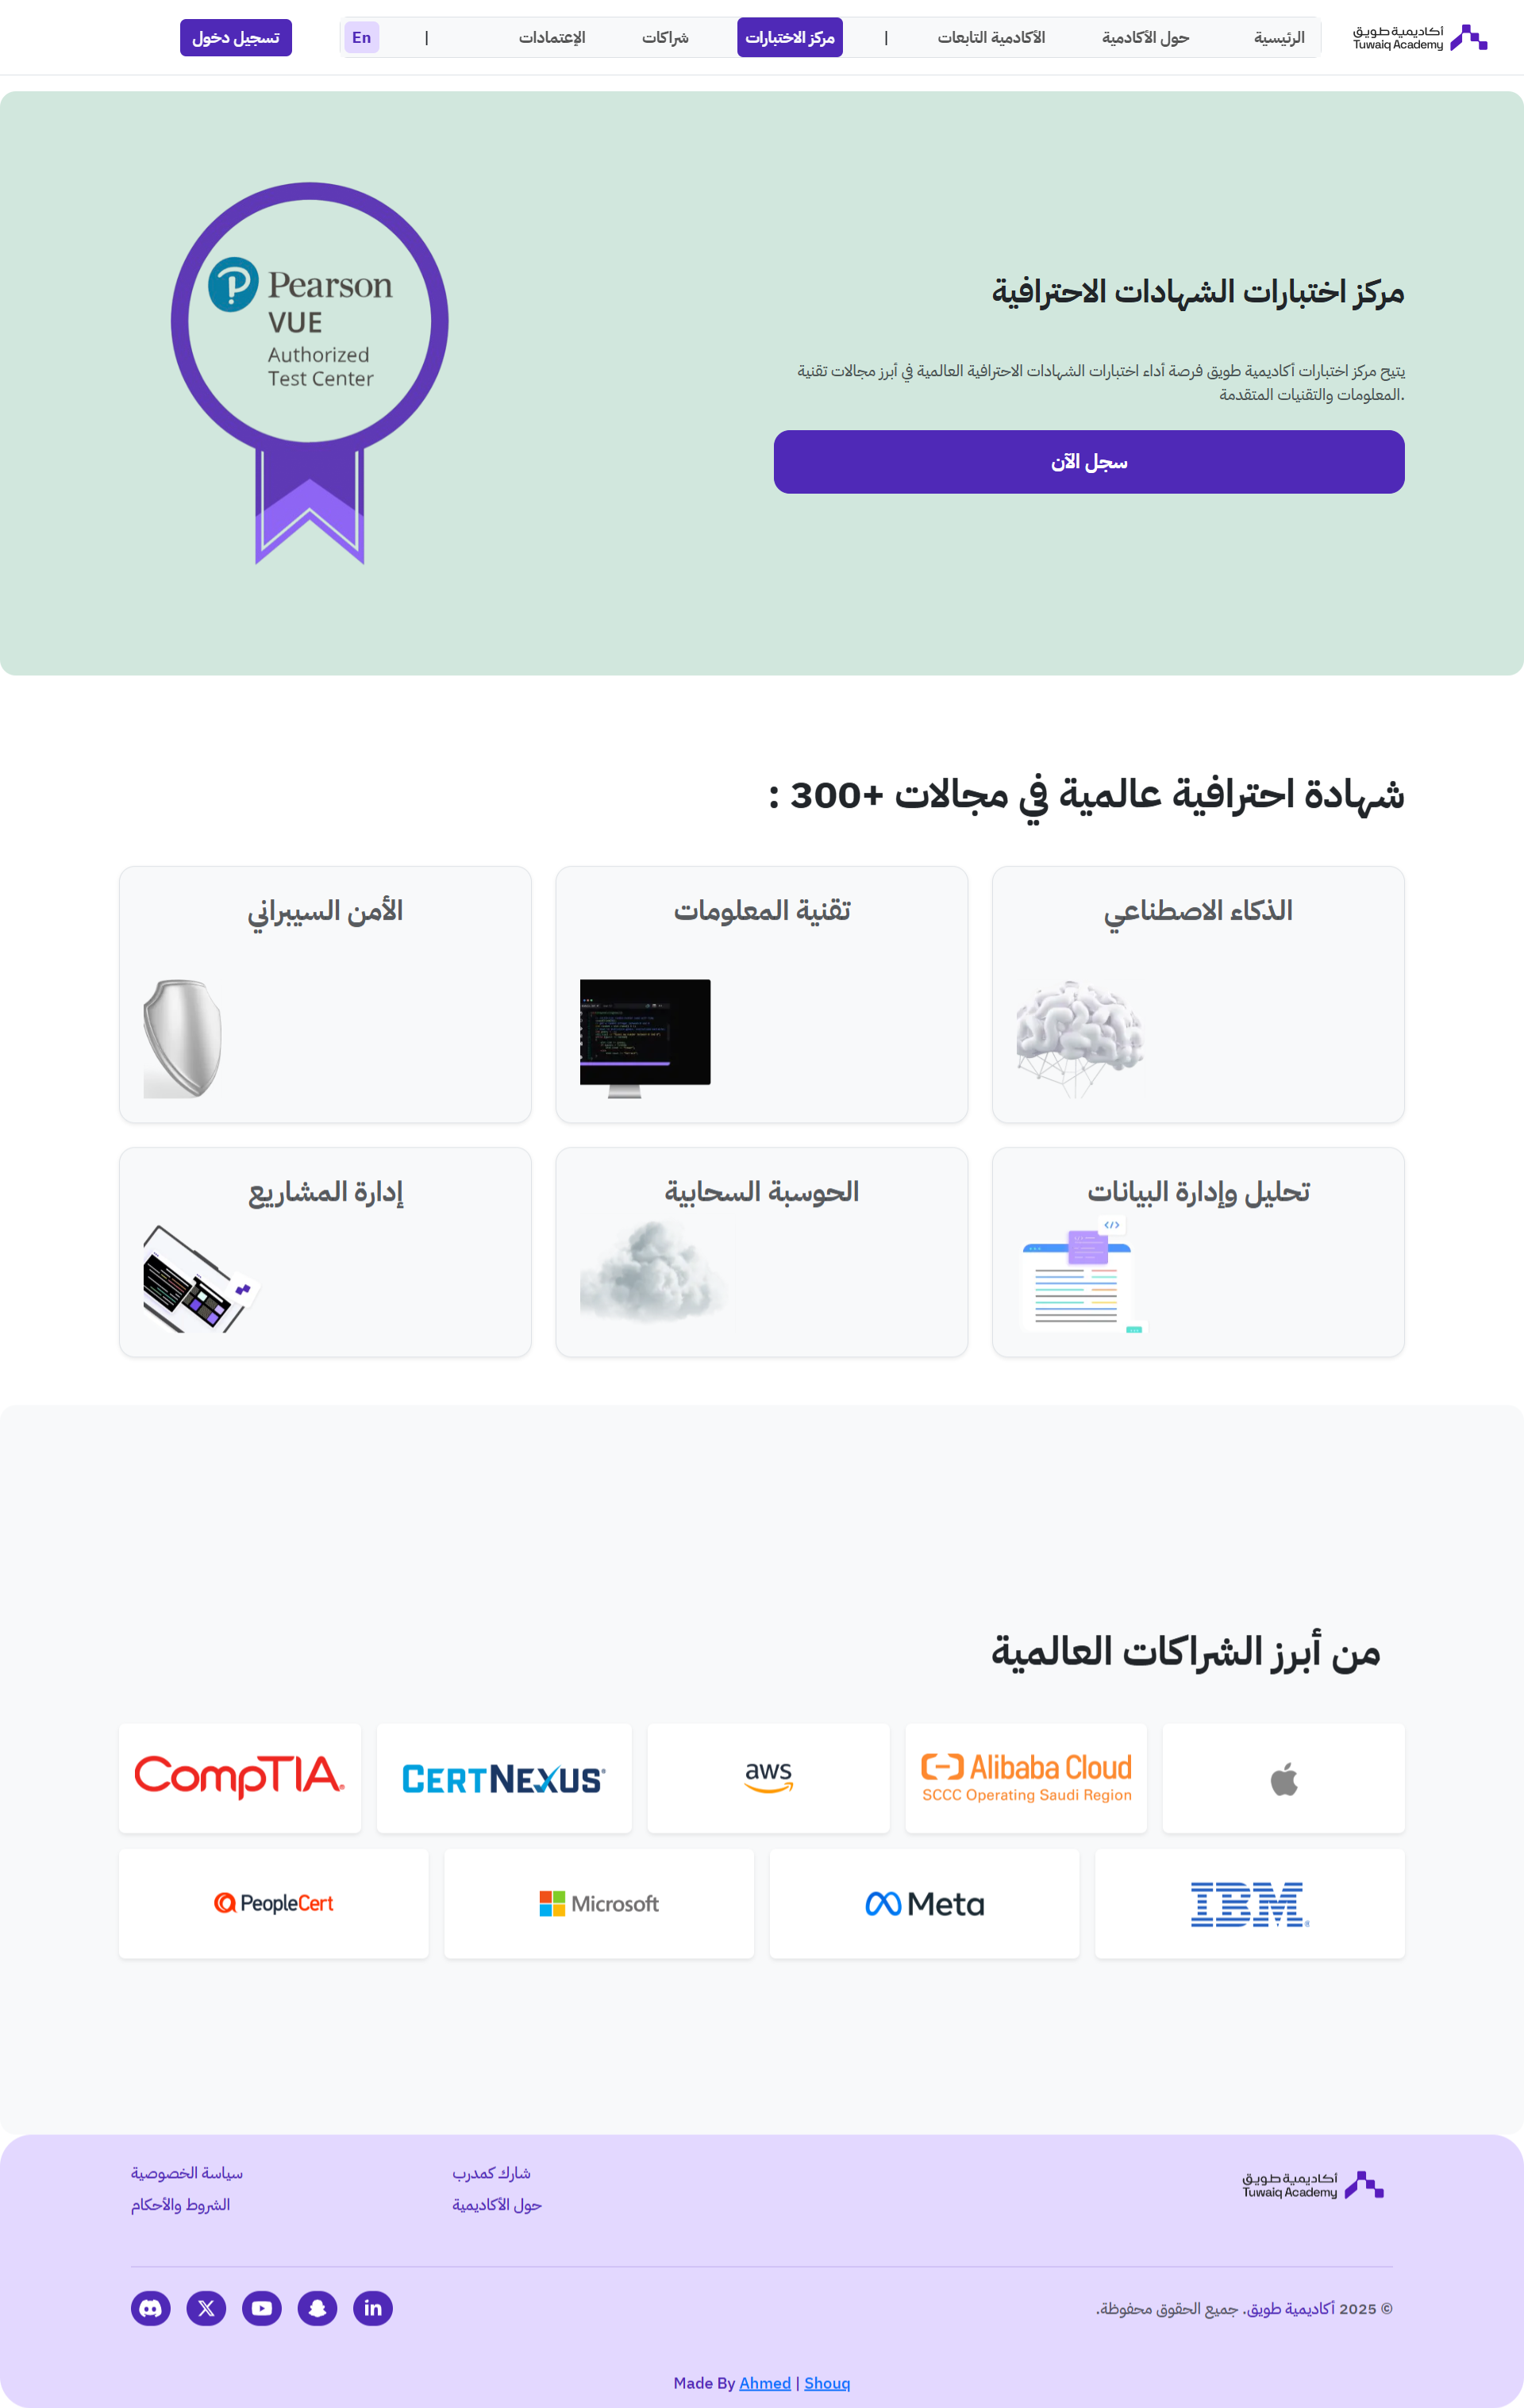 أكاديمية طويق
Tuwaiq Academy
الرئيسية
حول الأكادمية
الأكادمية التابعات
|
مركز الاختبارات
شراكات
الإعتمادات
|
En
تسجيل دخول
مركز اختبارات الشهادات الاحترافية
يتيح مركز اختبارات أكاديمية طويق فرصة أداء اختبارات الشهادات الاحترافية العالمية في أبرز مجالات تقنية
.المعلومات والتقنيات المتقدمة
سجل الآن
Pearson
VUE
Authorized
Test Center
شهادة احترافية عالمية في مجالات +300 :
الذكاء الاصطناعي
تقنية المعلومات
الأمن السيبراني
تحليل وإدارة البيانات
الحوسبة السحابية
إدارة المشاريع
من أبرز الشراكات العالمية
Alibaba Cloud
SCCC Operating Saudi Region
aws
CERTNEXUS®
CompTIA®
IBM®
Meta
Microsoft
PeopleCert
أكاديمية طويق
Tuwaiq Academy
شارك كمدرب
حول الأكاديمية
سياسة الخصوصية
الشروط والأحكام
© 2025 أكاديمية طويق. جميع الحقوق محفوظة.
Made By Ahmed | Shouq